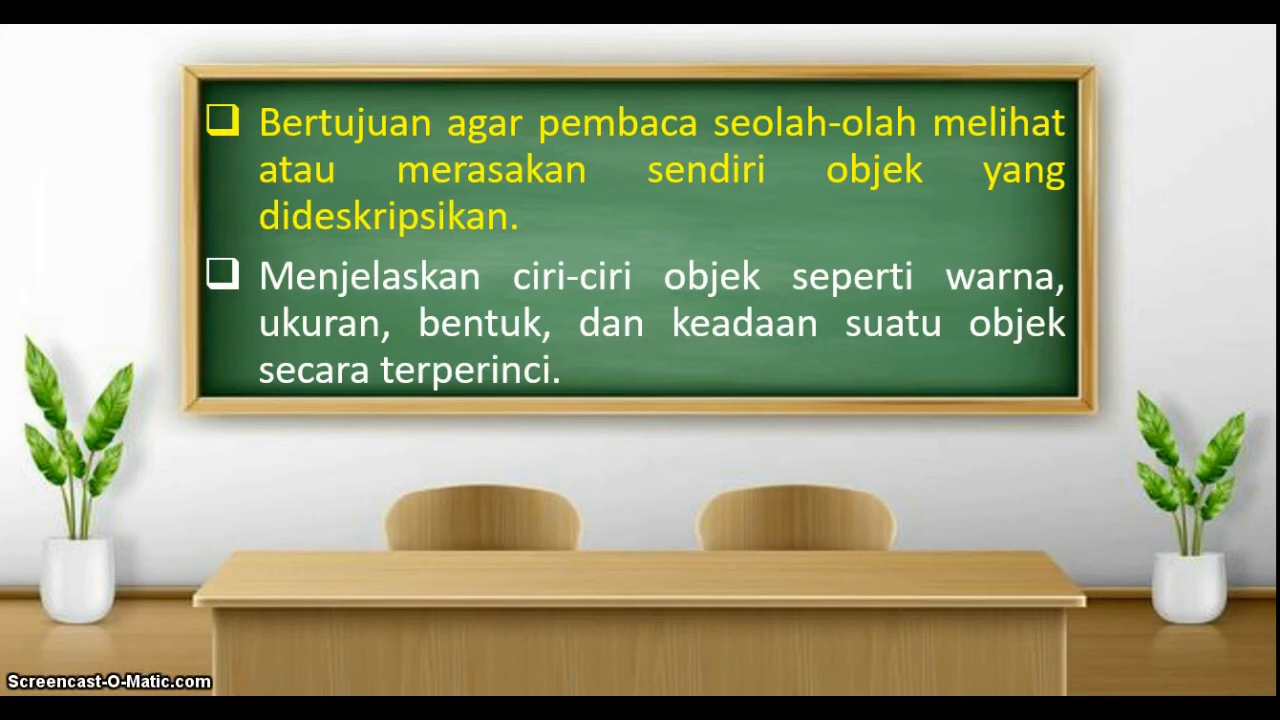 Bertujuan agar pembaca seolah-olah melihat
atau merasakan sendiri objek yang
dideskripsikan.
Menjelaskan ciri-ciri objek seperti warna,
ukuran, bentuk, dan keadaan suatu objek
secara terperinci.
Screencast-O-Matic.com